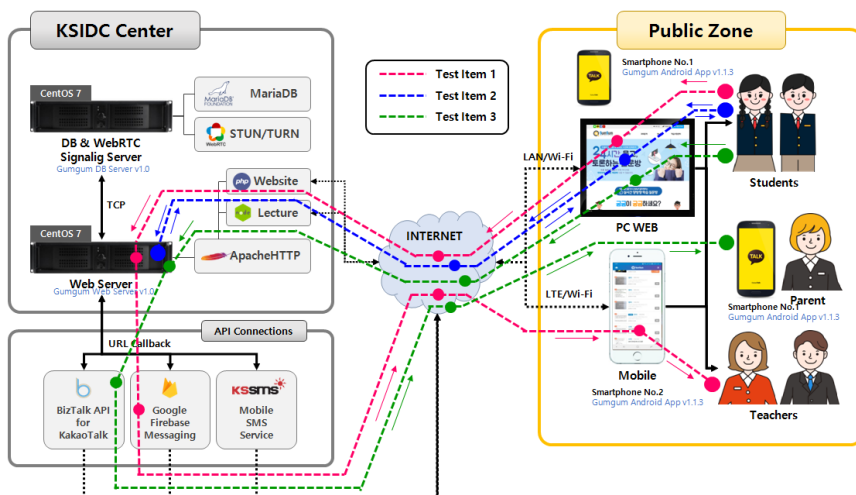 KSIDC Center
CentOS 7
DB & WebRTC
Signalig Server
Gumgum DB Server v1.0
MariaDB
FOUNDATION
MariaDB
WebRTC
STUN/TURN
TCP
php
Website
Lecture
ApacheHTTP
CentOS 7
Web Server
Gumgum Web Server v1.0
API Connections
URL Callback
BizTalk API
for
KakaoTalk
Google
Firebase
Messaging
KSSMS
Mobile
SMS
Service
Test Item 1
Test Item 2
Test Item 3
INTERNET
LAN/Wi-Fi
LTE/Wi-Fi
Public Zone
Smartphone No.1
Gumgum Android App v1.1.3
TALK
PC WEB
Students
TALK
Smartphone No.1
Gumgum Android App v1.1.3
Parent
Mobile
Smartphone No.2
Gumgum Android App v1.1.3
Teachers